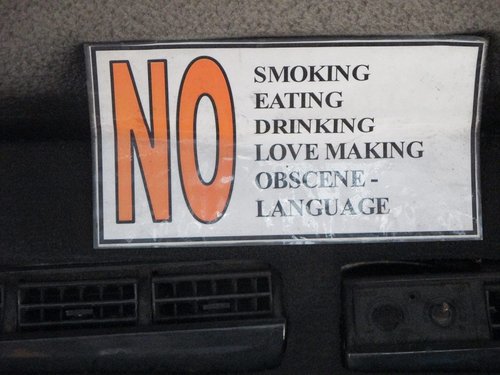 NO
SMOKING
EATING
DRINKING
LOVE MAKING
OBSCENE -
LANGUAGE